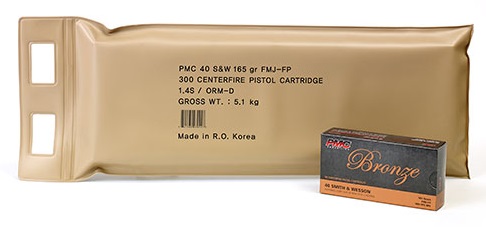 PMC 40 S&W 165 gr FMJ-FP
300 CENTERFIRE PISTOL CARTRIDGE
1.4S / ORM-D
GROSS WT. : 5.1 kg
Made in R.O. Korea
PMC
Bronze
40 SMITH & WESSON